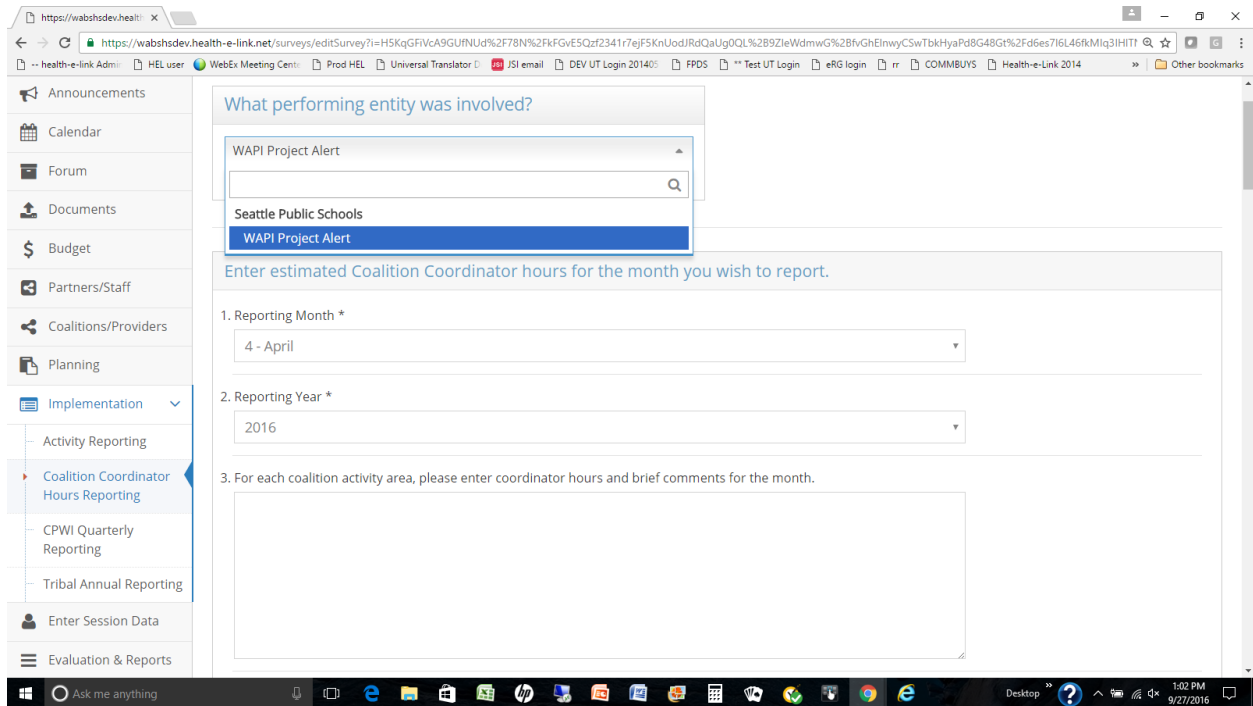 https://wabshsdev.health
https://wabshsdev.health-e-link.net/surveys/editSurvey?i=
-- health-e-link Admin
HEL user
WebEx Meeting Cente
Prod HEL
Universal Translator D
JSI JSI email
DEV UT Login 201405
FPDS
** Test UT Login
eRG login
rr
COMMBUYS
Health-e-Link 2014
»
Other bookmarks
Announcements
Calendar
Forum
Documents
Budget
Partners/Staff
Coalitions/Providers
Planning
Implementation
Activity Reporting
Coalition Coordinator
Hours Reporting
CPWI Quarterly
Reporting
Tribal Annual Reporting
Enter Session Data
Evaluation & Reports
What performing entity was involved?
WAPI Project Alert
Seattle Public Schools
WAPI Project Alert
Enter estimated Coalition Coordinator hours for the month you wish to report.
1. Reporting Month *
4 - April
2. Reporting Year *
2016
3. For each coalition activity area, please enter coordinator hours and brief comments for the month.
Ask me anything
Desktop »
1:02 PM
9/27/2016